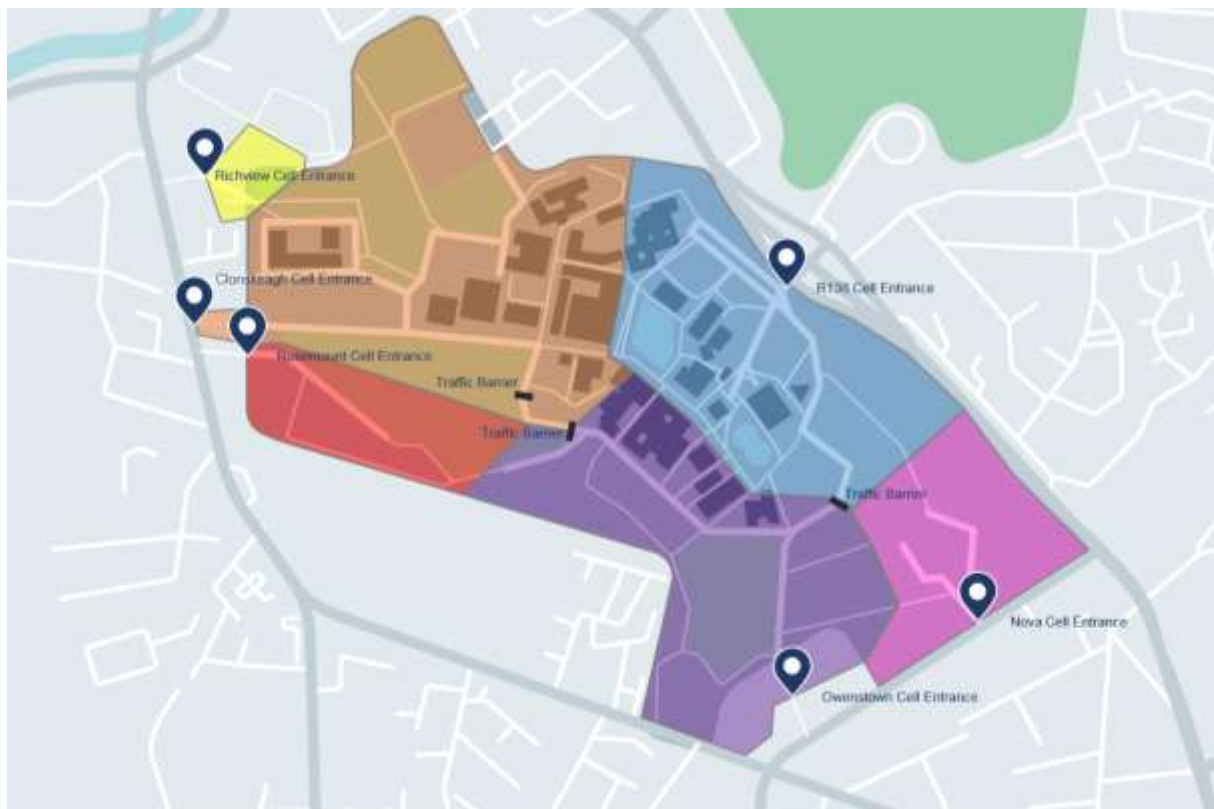 Richview Cell Entrance
Clonskeagh Cell Entrance
R138 Cell Entrance
Rosemount Cell Entrance
Traffic Barrier
Traffic Barrier
Traffic Barrier
Nova Cell Entrance
Owenstown Cell Entrance